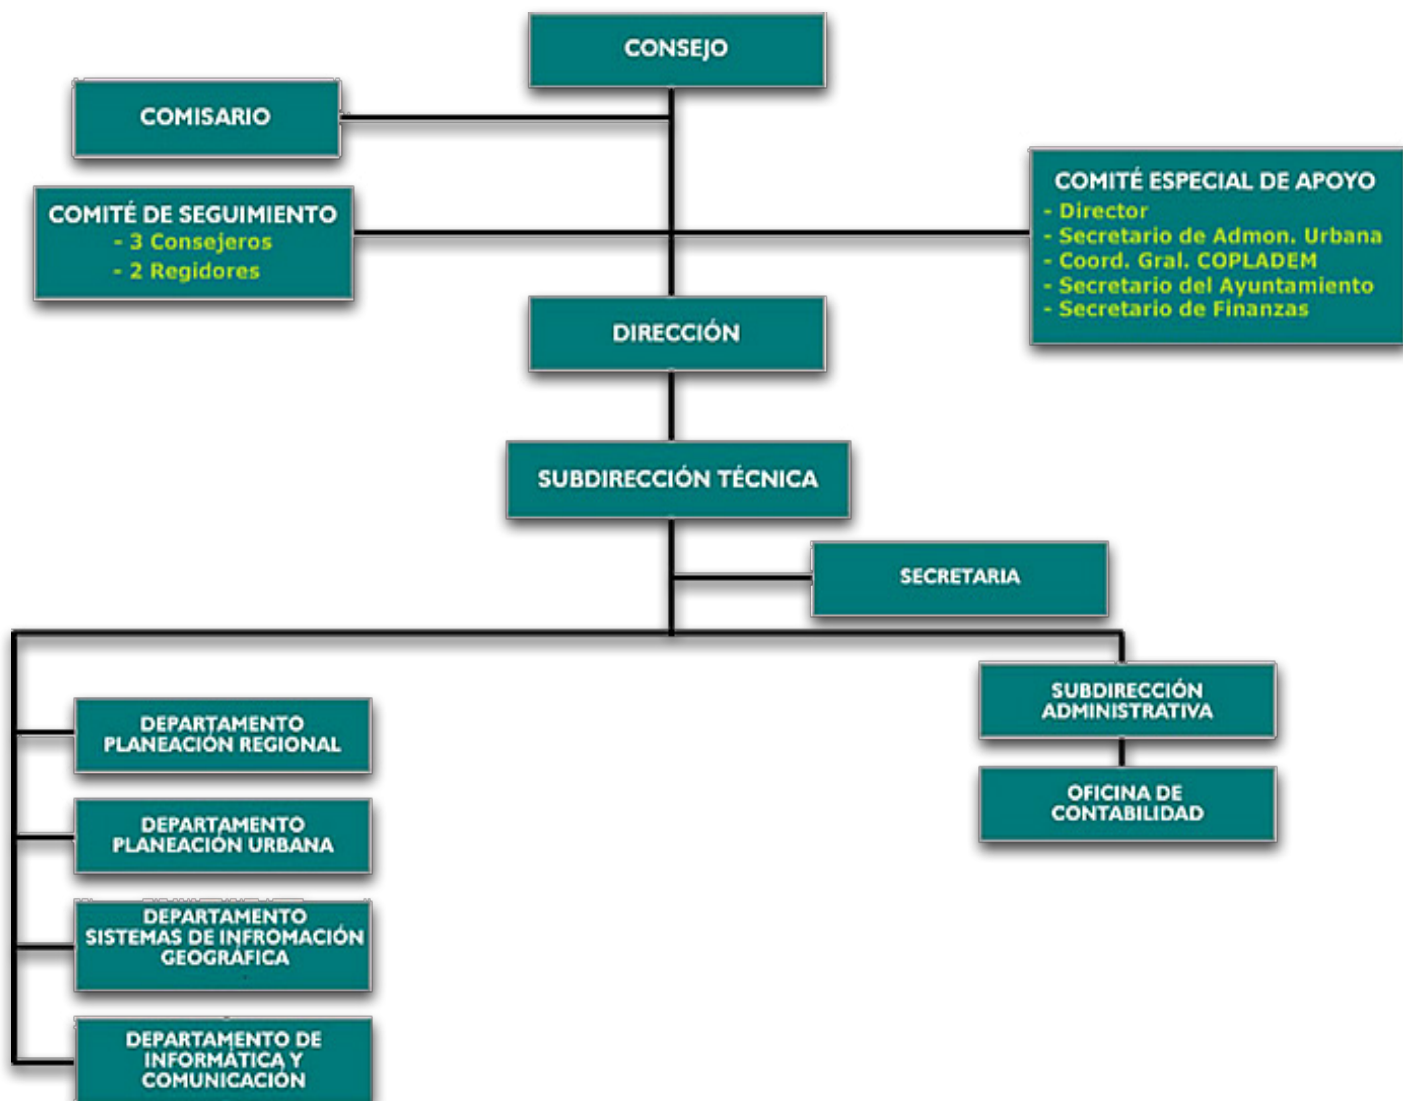 CONSEJO
COMISARIO
COMITÉ DE SEGUIMIENTO
- 3 Consejeros
- 2 Regidores
COMITÉ ESPECIAL DE APOYO
- Director
- Secretario de Admon. Urbana
- Coord. Gral. COPLADEM
- Secretario del Ayuntamiento
- Secretario de Finanzas
DIRECCIÓN
SUBDIRECCIÓN TÉCNICA
SECRETARIA
DEPARTAMENTO
PLANEACIÓN REGIONAL
DEPARTAMENTO
PLANEACIÓN URBANA
DEPARTAMENTO
SISTEMAS DE INFROMACIÓN
GEOGRÁFICA
DEPARTAMENTO DE
INFORMÁTICA Y
COMUNICACIÓN
SUBDIRECCIÓN
ADMINISTRATIVA
OFICINA DE
CONTABILIDAD